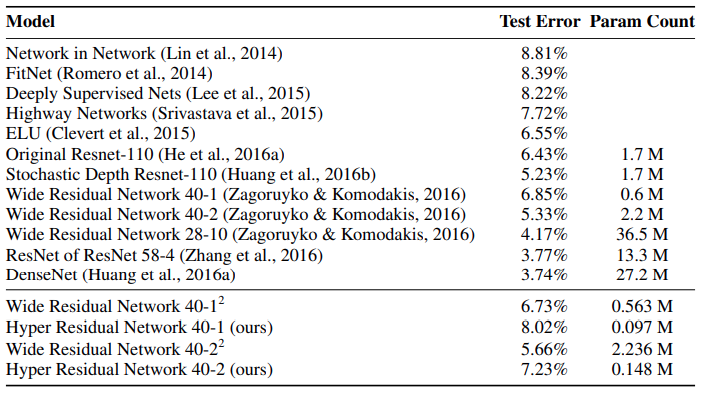 Model Test Error Param Count
Network in Network (Lin et al., 2014) 8.81%
FitNet (Romero et al., 2014) 8.39%
Deeply Supervised Nets (Lee et al., 2015) 8.22%
Highway Networks (Srivastava et al., 2015) 7.72%
ELU (Clevert et al., 2015) 6.55%
Original Resnet-110 (He et al., 2016a) 6.43% 1.7 M
Stochastic Depth Resnet-110 (Huang et al., 2016b) 5.23% 1.7 M
Wide Residual Network 40-1 (Zagoruyko & Komodakis, 2016) 6.85% 0.6 M
Wide Residual Network 40-2 (Zagoruyko & Komodakis, 2016) 5.33% 2.2 M
Wide Residual Network 28-10 (Zagoruyko & Komodakis, 2016) 4.17% 36.5 M
ResNet of ResNet 58-4 (Zhang et al., 2016) 3.77% 13.3 M
DenseNet (Huang et al., 2016a) 3.74% 27.2 M
Wide Residual Network 40-1² 6.73% 0.563 M
Hyper Residual Network 40-1 (ours) 8.02% 0.097 M
Wide Residual Network 40-2² 5.66% 2.236 M
Hyper Residual Network 40-2 (ours) 7.23% 0.148 M